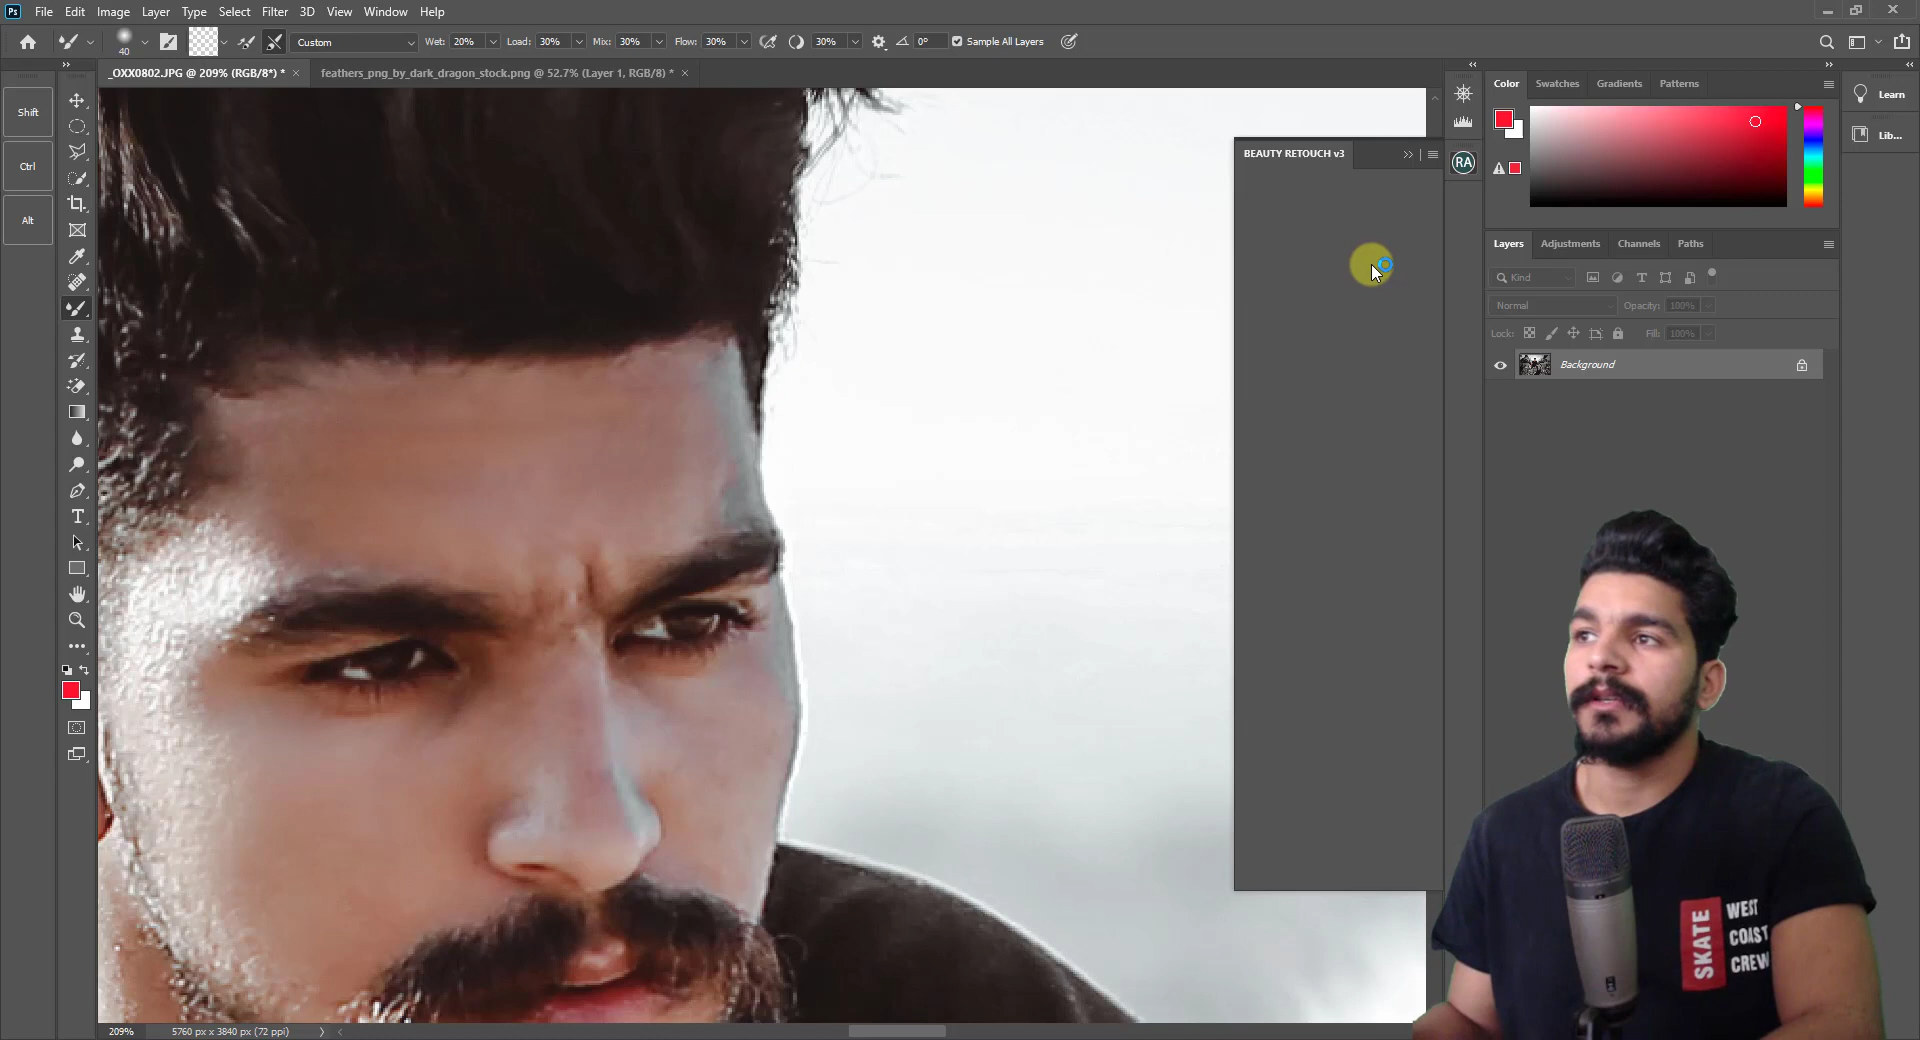 Ps File Edit Image Layer Type Select Filter 3D View Window Help
40 Custom Wet: 20% Load: 30% Mix: 30% Flow: 30% 30% 0° Sample All Layers
_OXX0802.JPG @ 209% (RGB/8*) * × feathers_png_by_dark_dragon_stock.png @ 52.7% (Layer 1, RGB/8) * ×
Shift
Ctrl
Alt
BEAUTY RETOUCH v3
RA
Color Swatches Gradients Patterns
Learn
Lib...
Layers Adjustments Channels Paths
Kind
Normal Opacity: 100%
Lock: Fill: 100%
Background
SKATE
WEST
COAST
CREW
209% 5760 px x 3840 px (72 ppi)